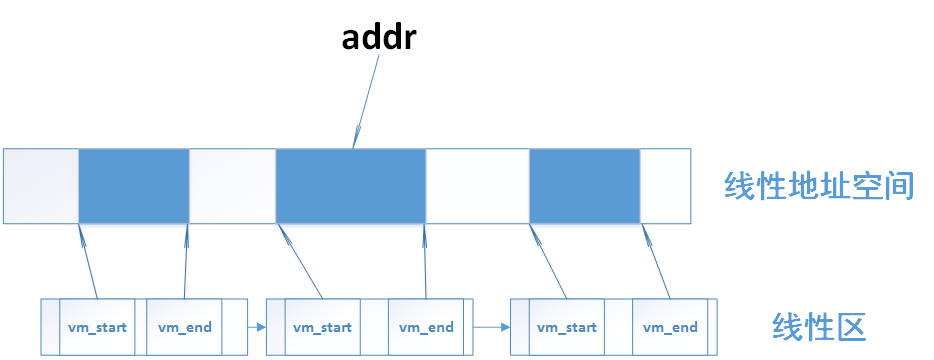 addr
线性地址空间
vm_start
vm_end
vm_start
vm_end
vm_start
vm_end
线性区